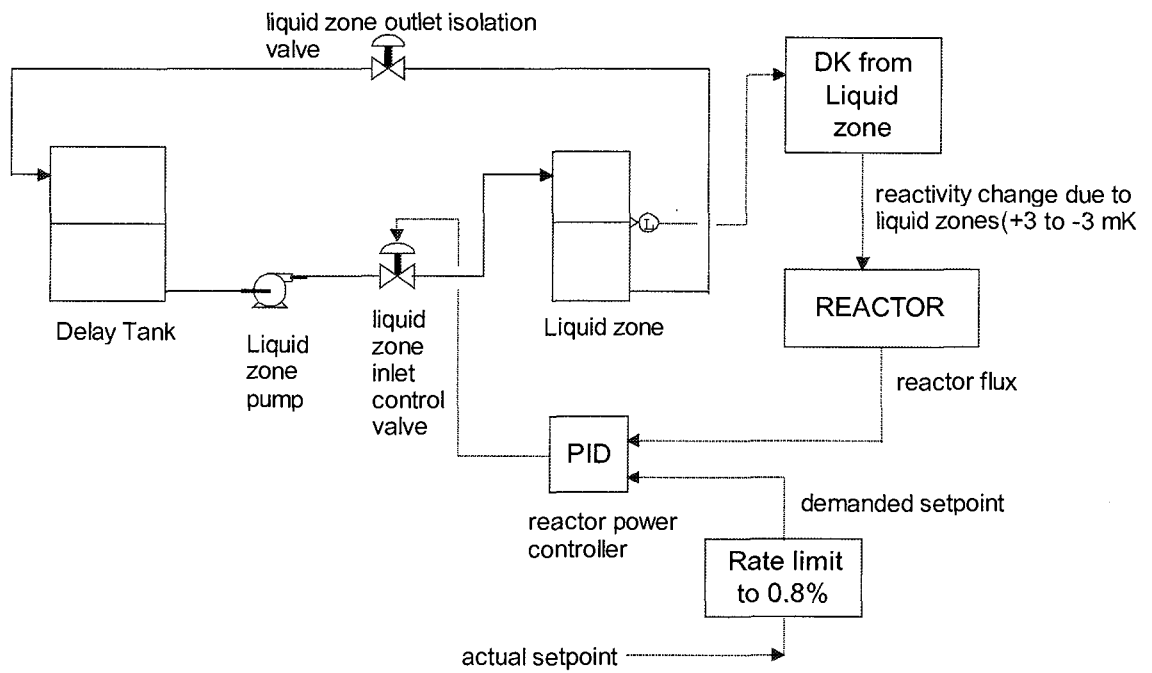 liquid zone outlet isolation
valve
DK from
Liquid
zone
reactivity change due to
liquid zones(+3 to -3 mK
L
Delay Tank
Liquid
zone
pump
liquid
zone
inlet
control
valve
Liquid zone
REACTOR
reactor flux
PID
demanded setpoint
reactor power
controller
Rate limit
to 0.8%
actual setpoint